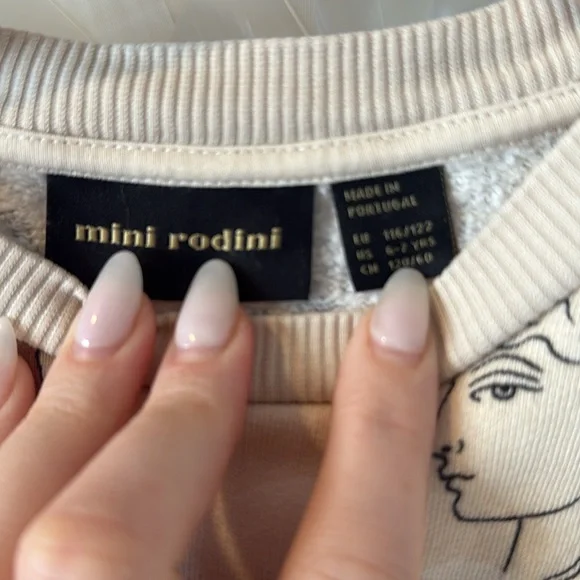 mini rodini
MADE IN
PORTUGAL
EU 116/122
US 6-7 YRS
CN 120/60